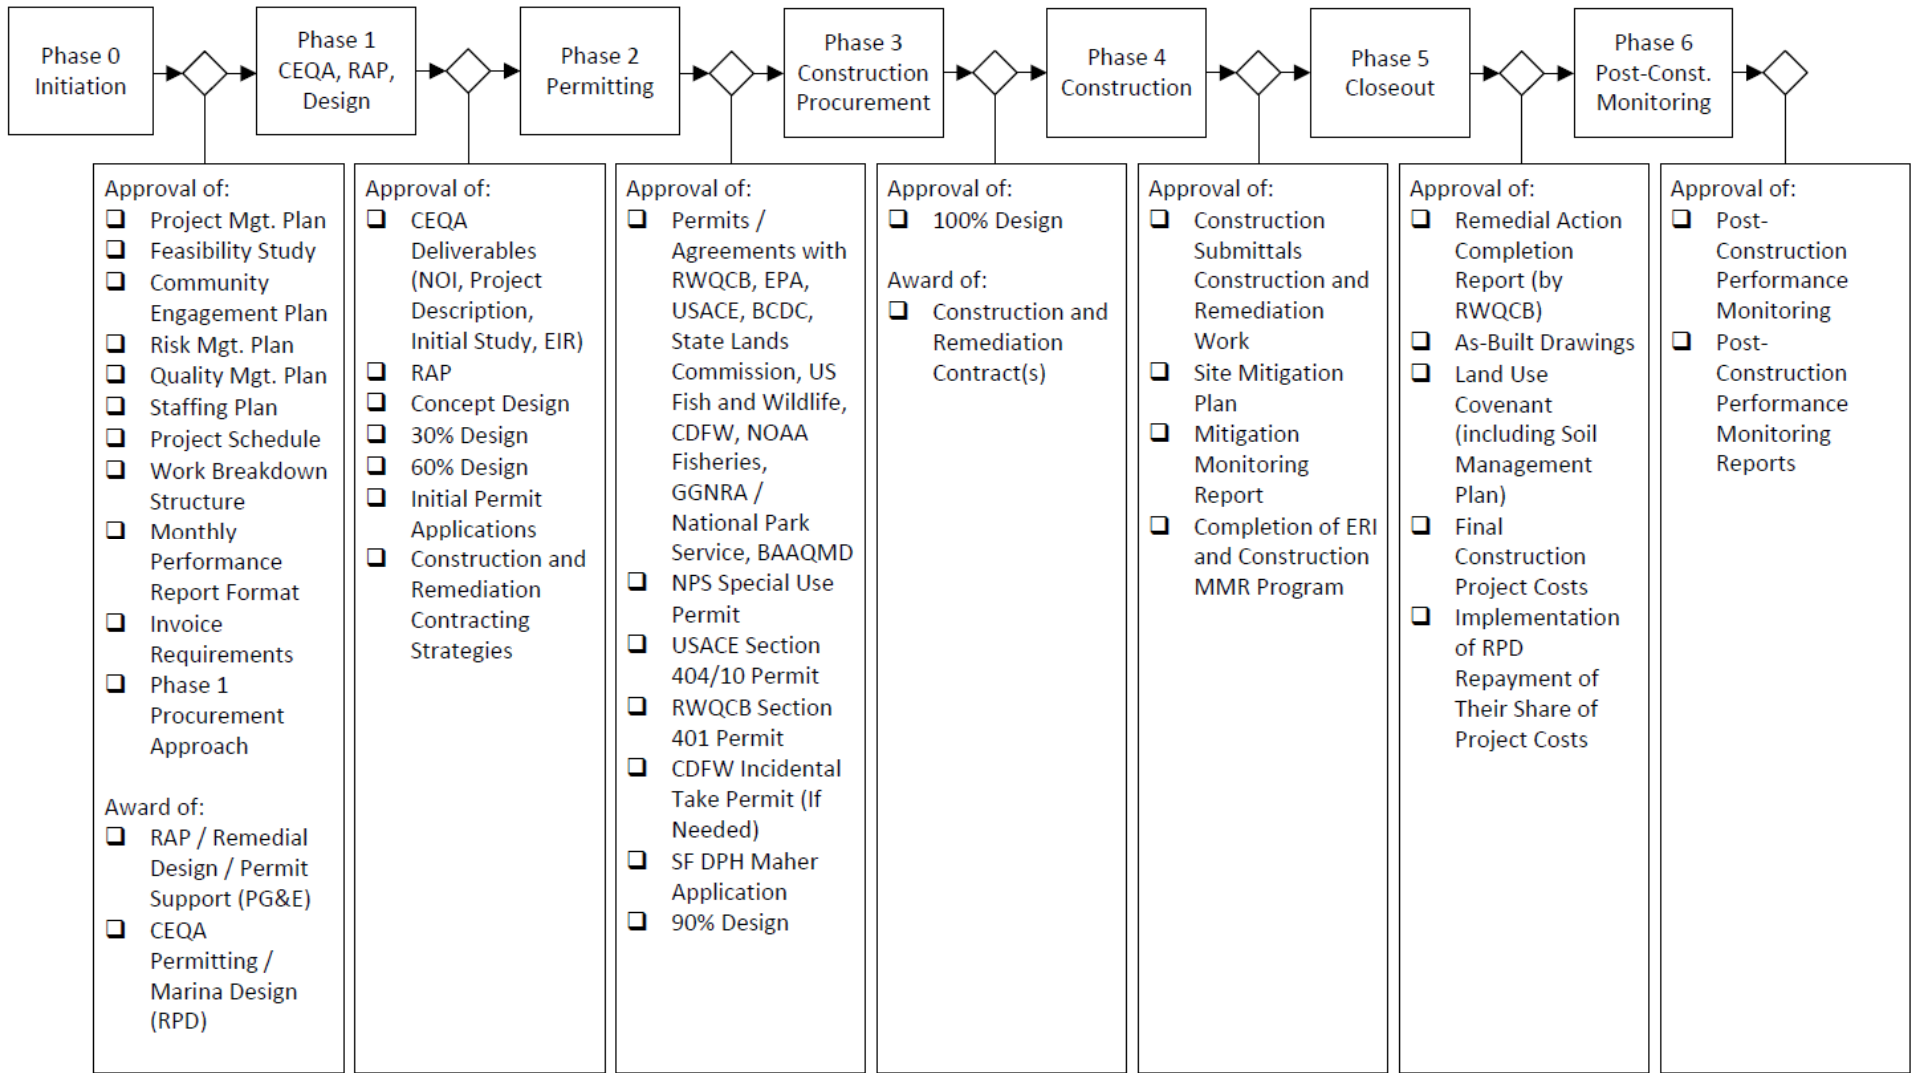 Phase 0
Initiation
Phase 1
CEQA, RAP,
Design
Phase 2
Permitting
Phase 3
Construction
Procurement
Phase 4
Construction
Phase 5
Closeout
Phase 6
Post-Const.
Monitoring
Approval of:
❑ Project Mgt. Plan
❑ Feasibility Study
❑ Community
Engagement Plan
❑ Risk Mgt. Plan
❑ Quality Mgt. Plan
❑ Staffing Plan
❑ Project Schedule
❑ Work Breakdown
Structure
❑ Monthly
Performance
Report Format
❑ Invoice
Requirements
❑ Phase 1
Procurement
Approach
Award of:
❑ RAP / Remedial
Design / Permit
Support (PG&E)
❑ CEQA
Permitting /
Marina Design
(RPD)
Approval of:
❑ CEQA
Deliverables
(NOI, Project
Description,
Initial Study, EIR)
❑ RAP
❑ Concept Design
❑ 30% Design
❑ 60% Design
❑ Initial Permit
Applications
❑ Construction and
Remediation
Contracting
Strategies
Approval of:
❑ Permits /
Agreements with
RWQCB, EPA,
USACE, BCDC,
State Lands
Commission, US
Fish and Wildlife,
CDFW, NOAA
Fisheries,
GGNRA /
National Park
Service, BAAQMD
❑ NPS Special Use
Permit
❑ USACE Section
404/10 Permit
❑ RWQCB Section
401 Permit
❑ CDFW Incidental
Take Permit (If
Needed)
❑ SF DPH Maher
Application
❑ 90% Design
Approval of:
❑ 100% Design
Award of:
❑ Construction and
Remediation
Contract(s)
Approval of:
❑ Construction
Submittals
Construction and
Remediation
Work
❑ Site Mitigation
Plan
❑ Mitigation
Monitoring
Report
❑ Completion of ERI
and Construction
MMR Program
Approval of:
❑ Remedial Action
Completion
Report (by
RWQCB)
❑ As-Built Drawings
❑ Land Use
Covenant
(including Soil
Management
Plan)
❑ Final
Construction
Project Costs
❑ Implementation
of RPD
Repayment of
Their Share of
Project Costs
Approval of:
❑ Post-
Construction
Performance
Monitoring
❑ Post-
Construction
Performance
Monitoring
Reports